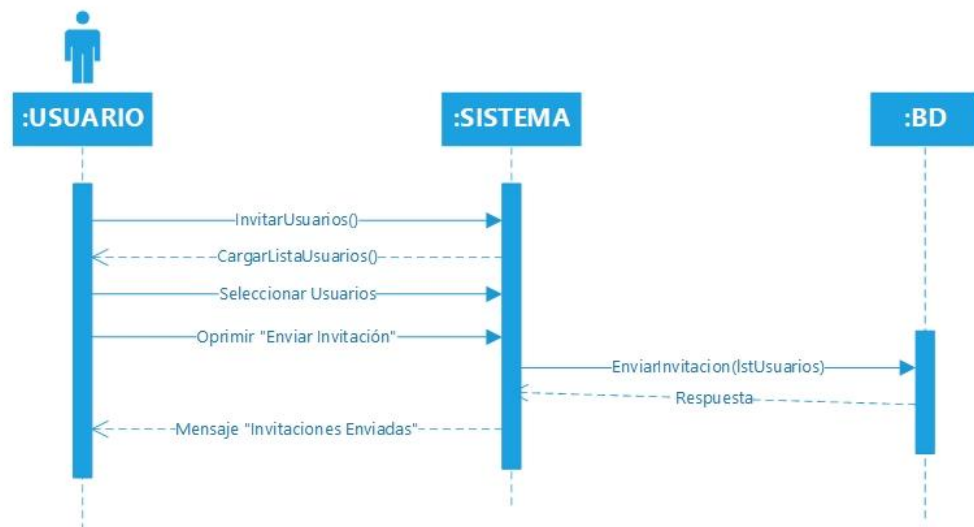 :USUARIO
:SISTEMA
:BD
InvitarUsuarios()
CargarListaUsuarios()
Seleccionar Usuarios
Oprimir "Enviar Invitación"
EnviarInvitacion(lstUsuarios)
Respuesta
Mensaje "Invitaciones Enviadas"